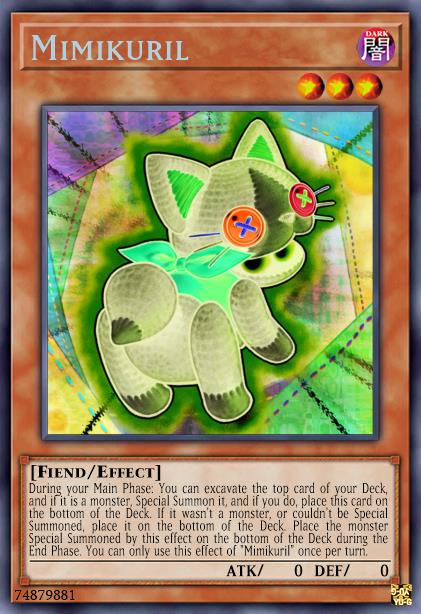 MIMIKURIL
DARK
闇
[FIEND/EFFECT]
During your Main Phase: You can excavate the top card of your Deck,
and if it is a monster, Special Summon it, and if you do, place this card on
the bottom of the Deck. If it wasn't a monster, or couldn't be Special
Summoned, place it on the bottom of the Deck. Place the monster
Special Summoned by this effect on the bottom of the Deck during the
End Phase. You can only use this effect of "Mimikuril" once per turn.
ATK/ 0 DEF/ 0
74879881